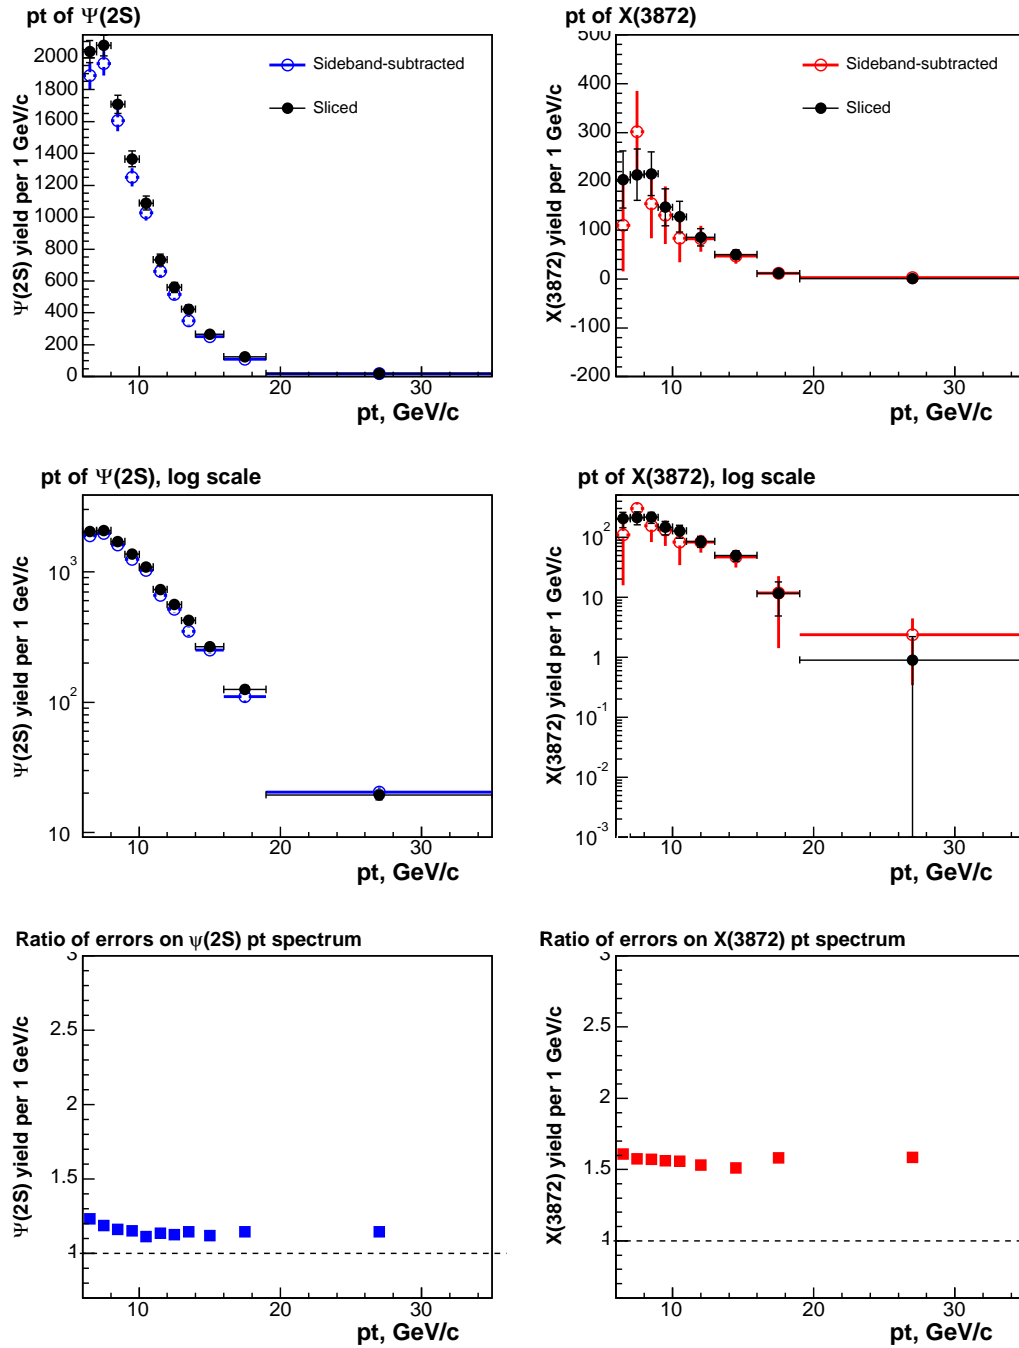 pt of Ψ(2S)
Ψ(2S) yield per 1 GeV/c
2000
1800
1600
1400
1200
1000
800
600
400
200
0
Sideband-subtracted
Sliced
10
20
30
pt, GeV/c
pt of X(3872)
X(3872) yield per 1 GeV/c
500
400
300
200
100
0
-100
-200
Sideband-subtracted
Sliced
10
20
30
pt, GeV/c
pt of Ψ(2S), log scale
Ψ(2S) yield per 1 GeV/c
10³
10²
10
10
20
30
pt, GeV/c
pt of X(3872), log scale
X(3872) yield per 1 GeV/c
10²
10
1
10⁻¹
10⁻²
10⁻³
10
20
30
pt, GeV/c
Ratio of errors on ψ(2S) pt spectrum
Ψ(2S) yield per 1 GeV/c
3
2.5
2
1.5
1
10
20
30
pt, GeV/c
Ratio of errors on X(3872) pt spectrum
X(3872) yield per 1 GeV/c
3
2.5
2
1.5
1
10
20
30
pt, GeV/c